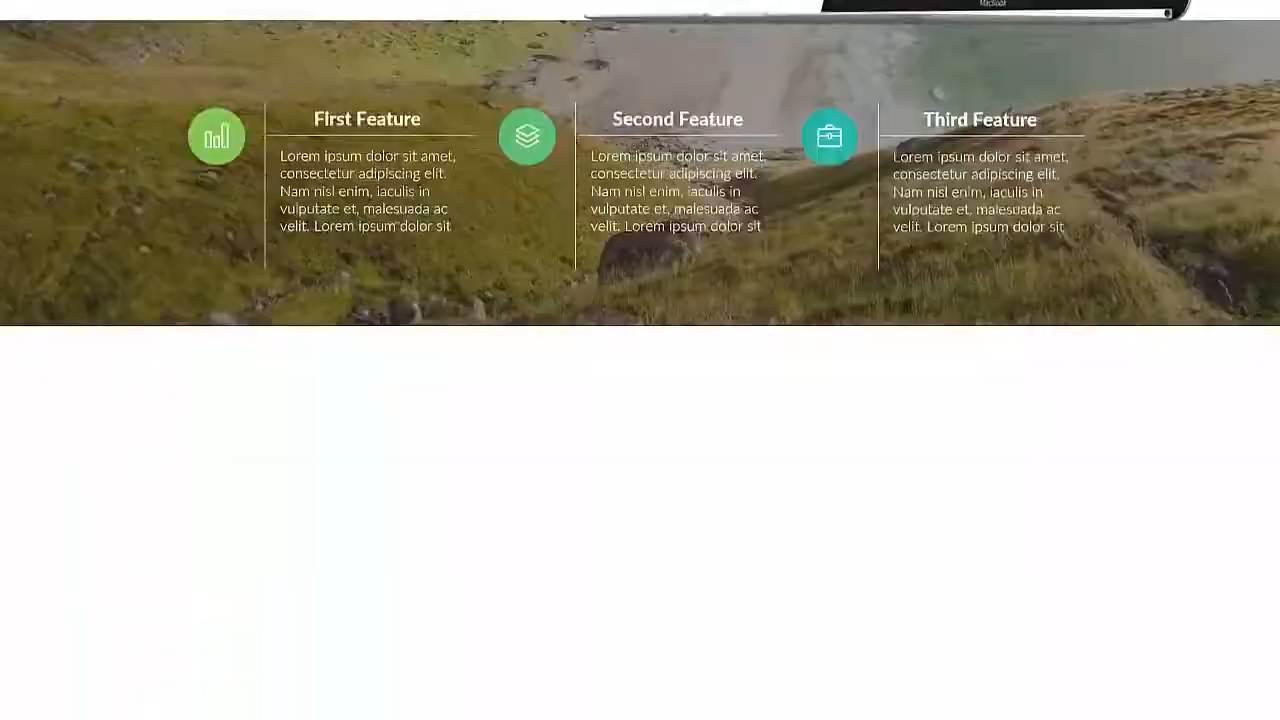 MacBook
First Feature
Lorem ipsum dolor sit amet,
consectetur adipiscing elit.
Nam nisl enim, iaculis in
vulputate et, malesuada ac
velit. Lorem ipsum dolor sit
Second Feature
Lorem ipsum dolor sit amet,
consectetur adipiscing elit.
Nam nisl enim, iaculis in
vulputate et, malesuada ac
velit. Lorem ipsum dolor sit
Third Feature
Lorem ipsum dolor sit amet,
consectetur adipiscing elit.
Nam nisl enim, iaculis in
vulputate et, malesuada ac
velit. Lorem ipsum dolor sit